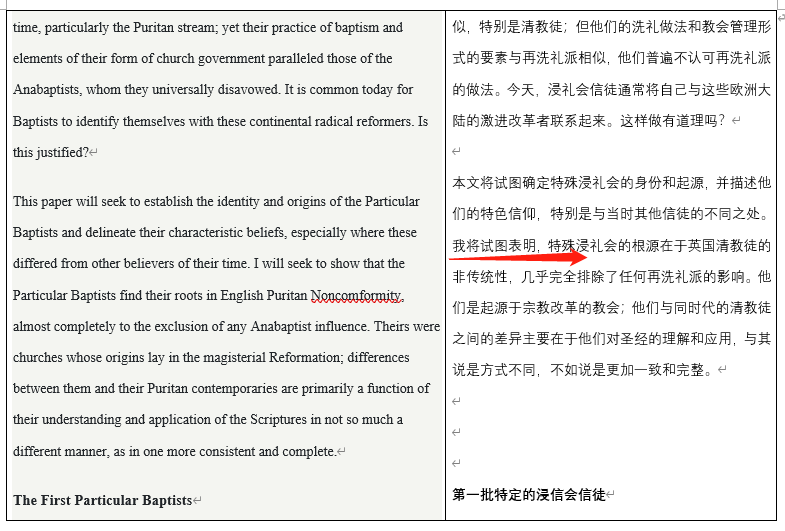 time, particularly the Puritan stream; yet their practice of baptism and
elements of their form of church government paralleled those of the
Anabaptists, whom they universally disavowed. It is common today for
Baptists to identify themselves with these continental radical reformers. Is
this justified?
This paper will seek to establish the identity and origins of the Particular
Baptists and delineate their characteristic beliefs, especially where these
differed from other believers of their time. I will seek to show that the
Particular Baptists find their roots in English Puritan Noncomformity,
almost completely to the exclusion of any Anabaptist influence. Theirs were
churches whose origins lay in the magisterial Reformation; differences
between them and their Puritan contemporaries are primarily a function of
their understanding and application of the Scriptures in not so much a
different manner, as in one more consistent and complete.
The First Particular Baptists
似，特别是清教徒；但他们的洗礼做法和教会管理形
式的要素与再洗礼派相似，他们普遍不认可再洗礼派
的做法。今天，浸礼会信徒通常将自己与这些欧洲大
陆的激进改革者联系起来。这样做有道理吗？
本文将试图确定特殊浸礼会的身份和起源，并描述他
们的特色信仰，特别是与当时其他信徒的不同之处。
我将试图表明，特殊浸礼会的根源在于英国清教徒的
非传统性，几乎完全排除了任何再洗礼派的影响。他
们是起源于宗教改革的教会；他们与同时代的清教徒
之间的差异主要在于他们对圣经的理解和应用，与其
说是方式不同，不如说是更加一致和完整。
第一批特定的浸信会信徒